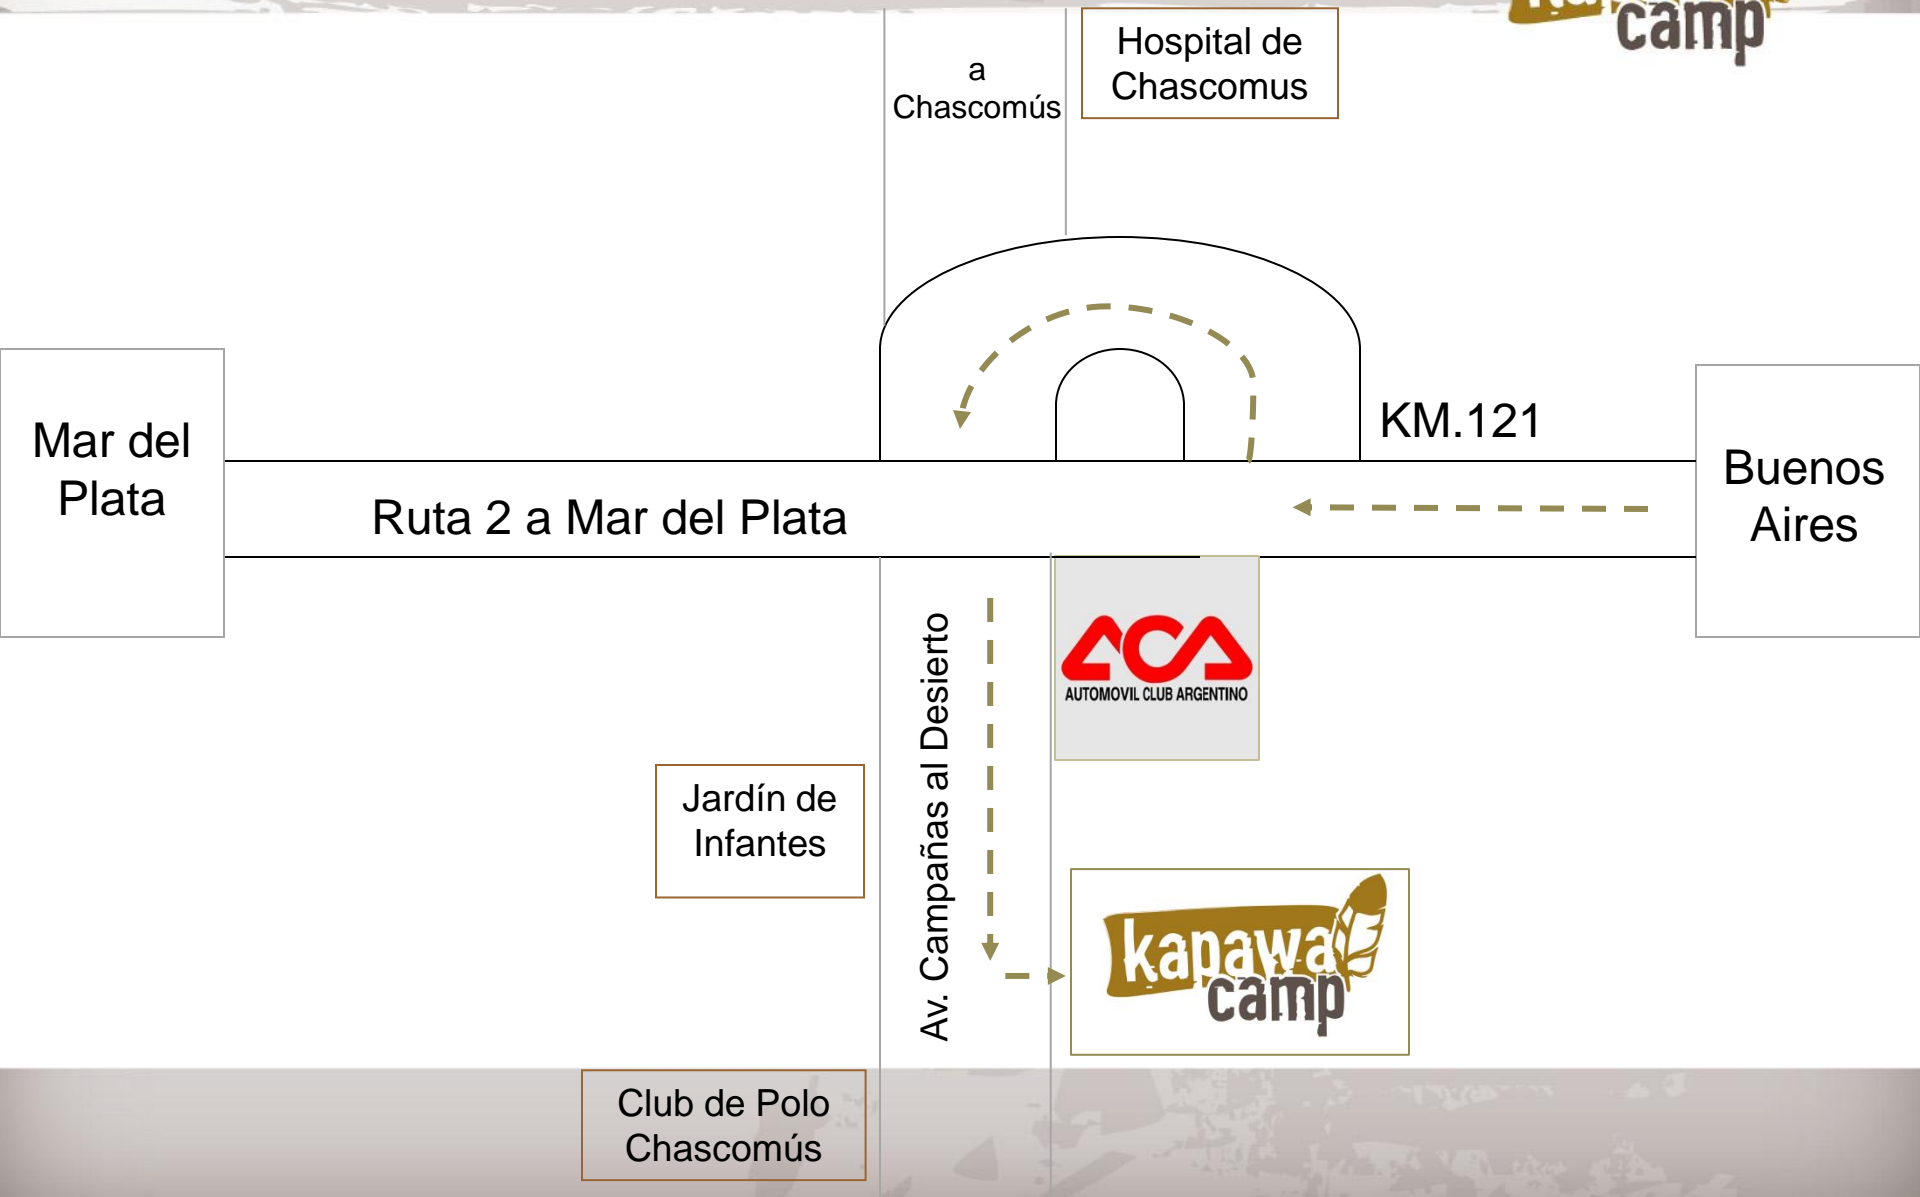 camp
Hospital de
Chascomus
a
Chascomús
KM.121
Mar del
Plata
Buenos
Aires
Ruta 2 a Mar del Plata
ACA
AUTOMOVIL CLUB ARGENTINO
Av. Campañas al Desierto
Jardín de
Infantes
kapawa
camp
Club de Polo
Chascomús